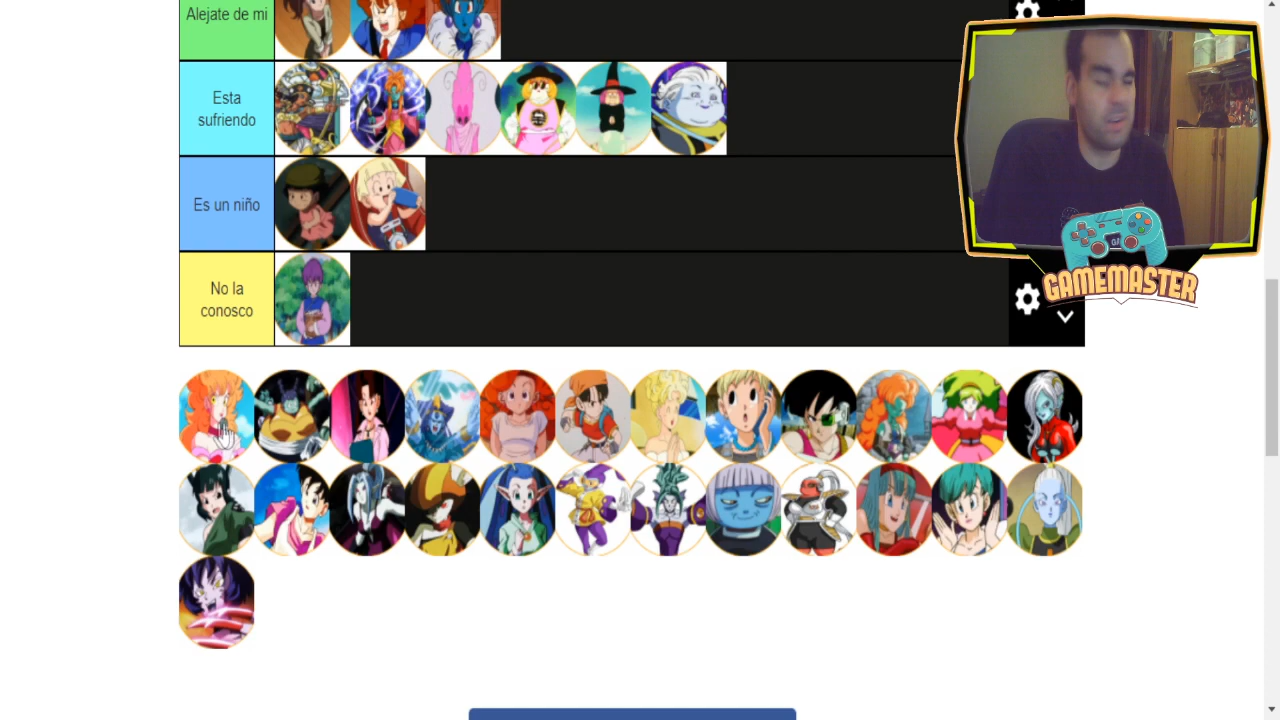 Alejate de mi
Esta
sufriendo
Es un niño
No la
conosco
GAMEMASTER